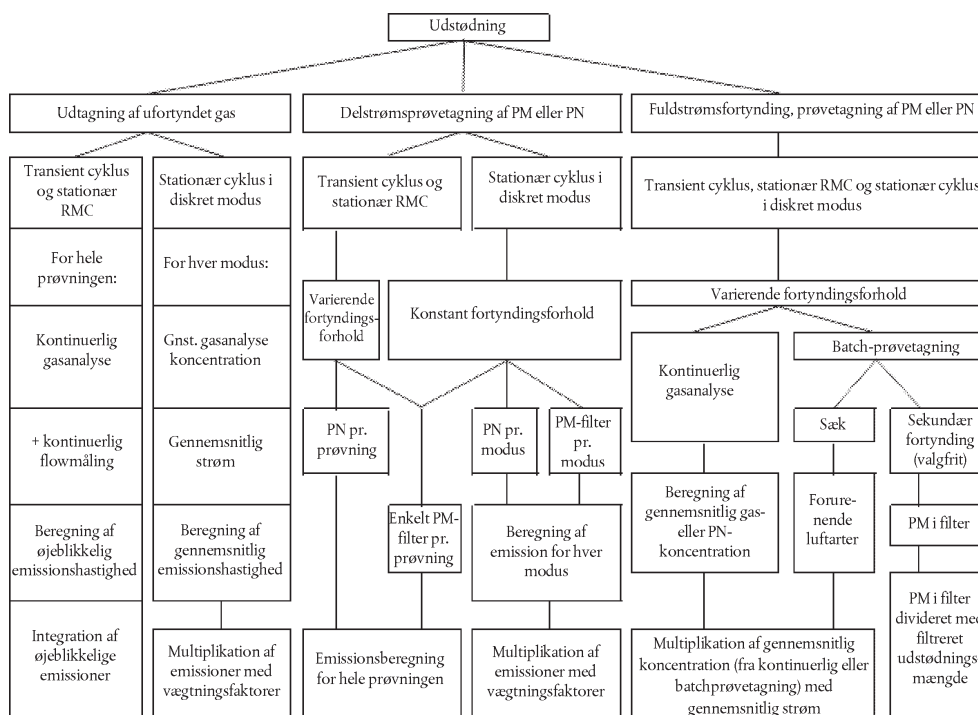 Udstødning
Udtagning af ufortyndet gas
Delstrømsprøvetagning af PM eller PN
Fuldstrømsfortynding, prøvetagning af PM eller PN
Transient cyklus
og stationær
RMC
Stationær cyklus i
diskret modus
Transient cyklus og
stationær RMC
Stationær cyklus i
diskret modus
Transient cyklus, stationær RMC og stationær cyklus
i diskret modus
For hele
prøvningen:
For hver modus:
Varierende
fortyndings-
forhold
Konstant fortyndingsforhold
Varierende fortyndingsforhold
Kontinuerlig
gasanalyse
Gnst. gasanalyse
koncentration
Kontinuerlig
gasanalyse
Batch-prøvetagning
+ kontinuerlig
flowmåling
Gennemsnitlig
strøm
PN pr.
prøvning
PN pr.
modus
PM-filter
pr.
modus
Sæk
Sekundær
fortynding
(valgfrit)
Beregning af
øjeblikkelig
emissionshastighed
Beregning af
gennemsnitlig
emissionshastighed
Enkelt PM-
filter pr.
prøvning
Beregning af
emission for hver
modus
Beregning af
gennemsnitlig gas-
eller PN-
koncentration
Forure-
nende
luftarter
PM i filter
Integration af
øjeblikkelige
emissioner
Multiplikation af
emissioner med
vægtningsfaktorer
Emissionsberegning
for hele prøvningen
Multiplikation af
emissioner med
vægtningsfaktorer
Multiplikation af gennemsnitlig
koncentration (fra kontinuerlig eller
batchprøvetagning) med
gennemsnitlig strøm
PM i filter
divideret med
filtreret
udstødnings
mængde